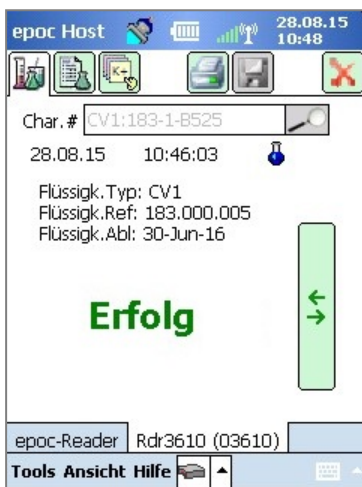 epoc Host 28.08.15
10:48
K+
Char.# CV1:183-1-B525
28.08.15 10:46:03
Flüssigk.Typ: CV1
Flüssigk.Ref: 183.000.005
Flüssigk.Abl: 30-Jun-16
Erfolg
epoc-Reader Rdr3610 (03610)
Tools Ansicht Hilfe